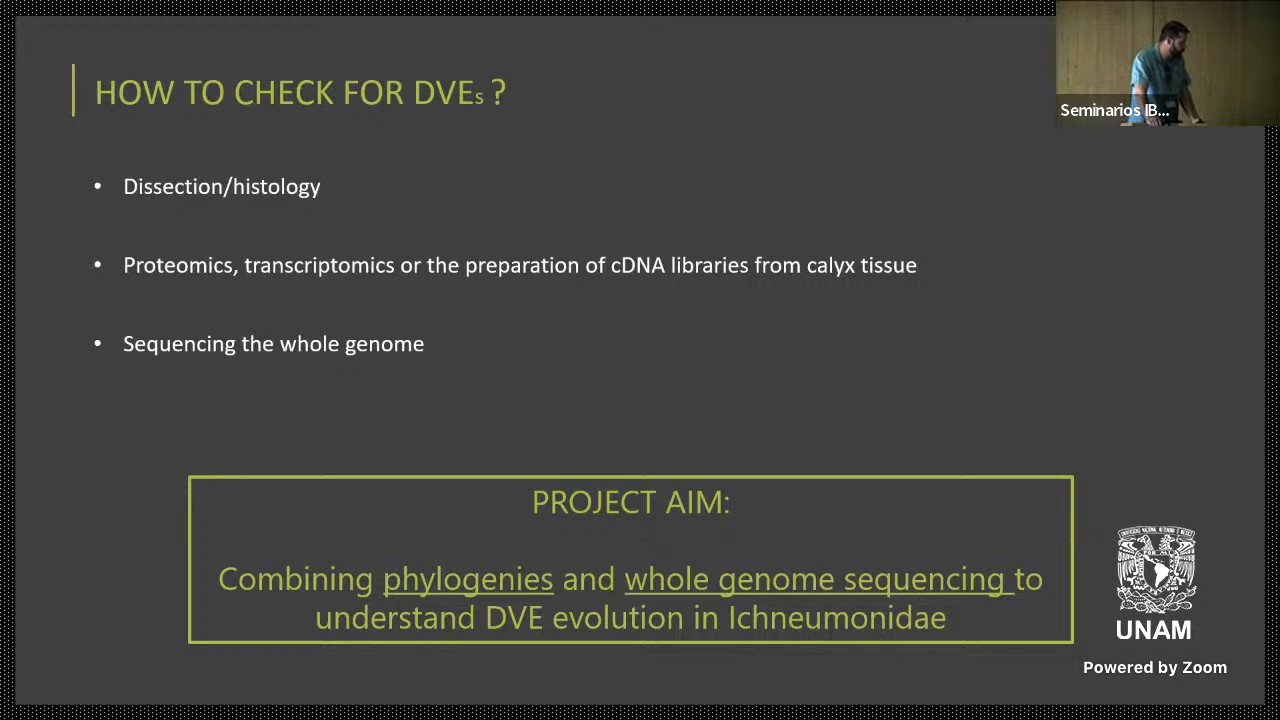 HOW TO CHECK FOR DVEs ?
Seminarios IB...
• Dissection/histology
• Proteomics, transcriptomics or the preparation of cDNA libraries from calyx tissue
• Sequencing the whole genome
PROJECT AIM:
Combining phylogenies and whole genome sequencing to
understand DVE evolution in Ichneumonidae
UNAM
Powered by Zoom